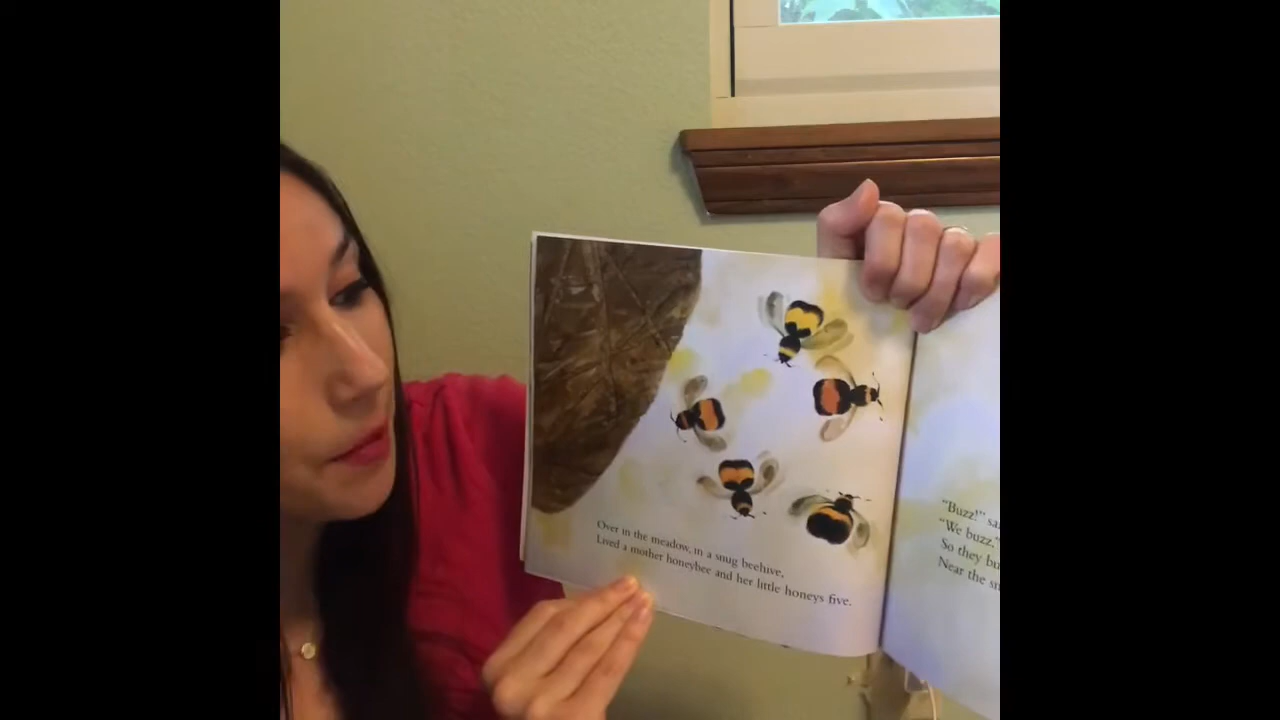 Over in the meadow, in a snug beehive,
Lived a mother honeybee and her little honeys five.
"Buzz!"
"We buzz,"
So they
Near the